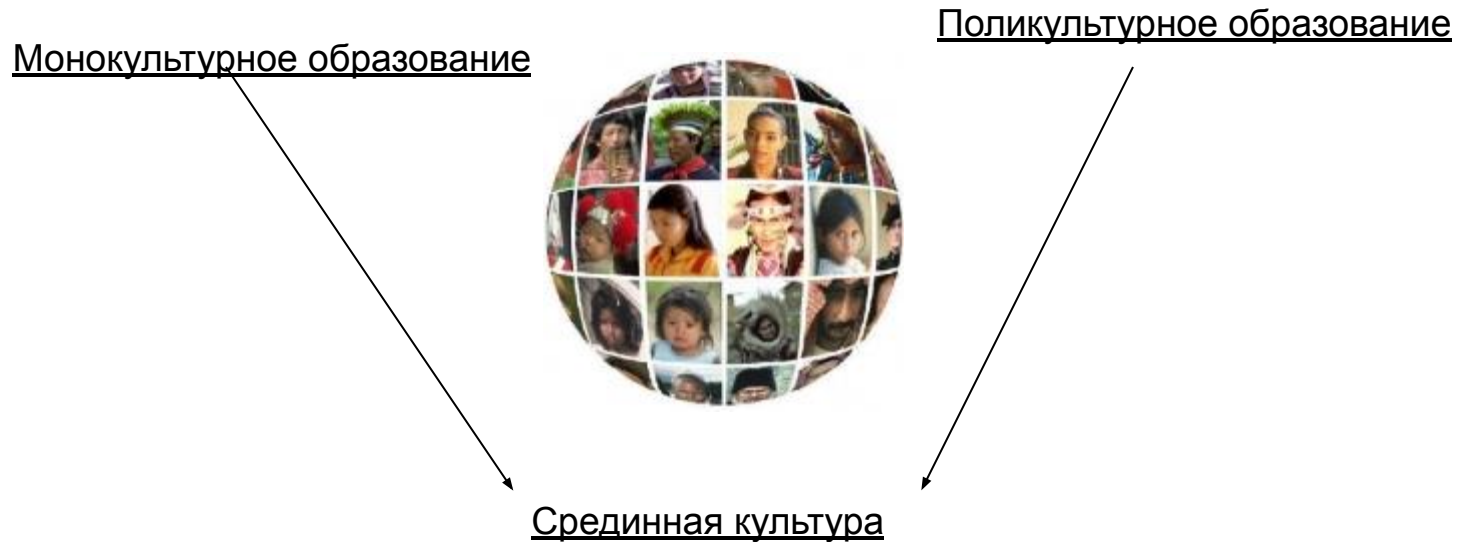 Монокультурное образование
Поликультурное образование
Срединная культура